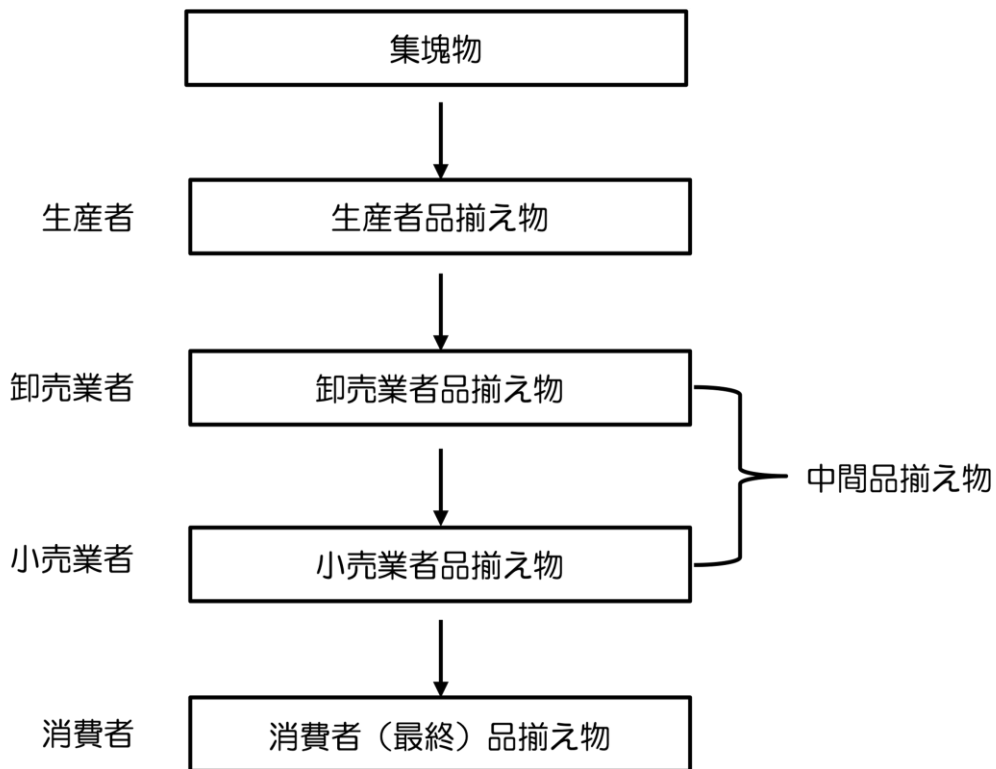 集塊物
生産者
生産者品揃え物
卸売業者
卸売業者品揃え物
中間品揃え物
小売業者
小売業者品揃え物
消費者
消費者（最終）品揃え物